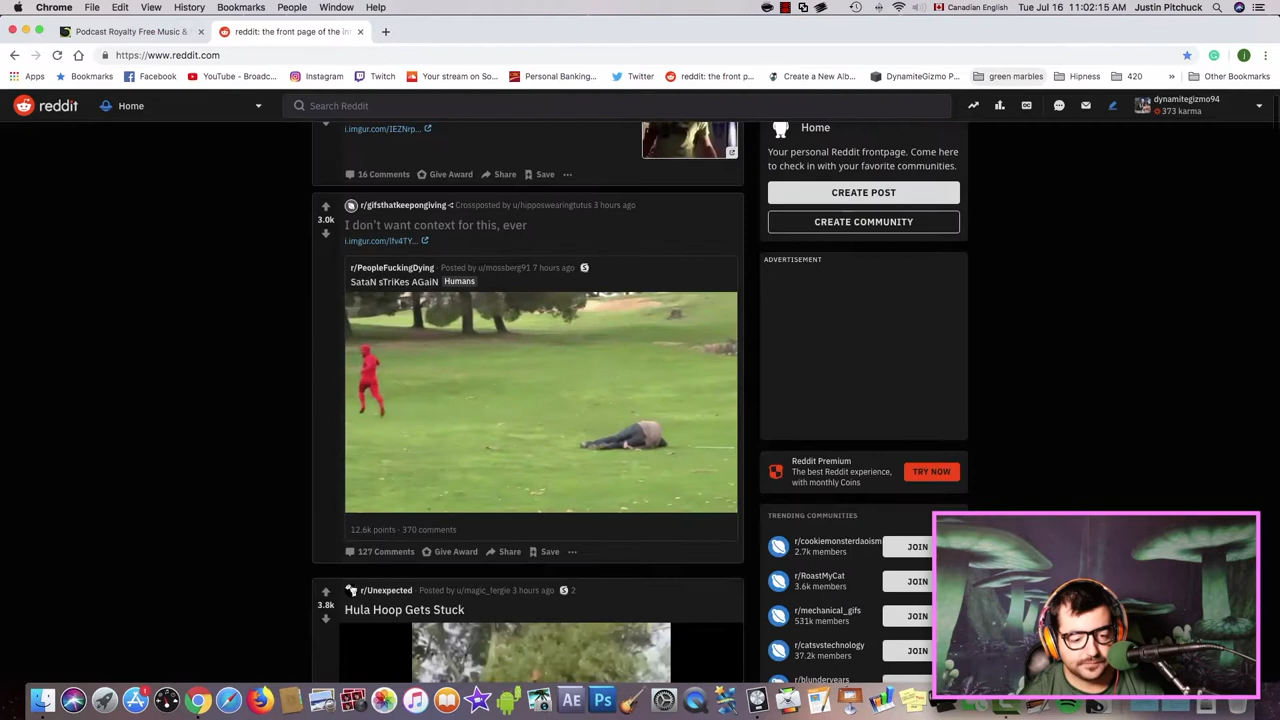 Chrome File Edit View History Bookmarks People Window Help
Canadian English Tue Jul 16 11:02:15 AM Justin Pitchuck
Podcast Royalty Free Music &
reddit: the front page of the in
https://www.reddit.com
Apps Bookmarks Facebook YouTube - Broadc... Instagram Twitch Your stream on So... Personal Banking... Twitter reddit: the front p... Create a New Alb... DynamiteGizmo P... green marbles Hipness 420 » Other Bookmarks
reddit Home Search Reddit
dynamitegizmo94
373 karma
i.imgur.com/IEZNrp...
16 Comments Give Award Share Save
3.0k
r/gifsthatkeepongiving Crossposted by u/hipposwearingtutus 3 hours ago
I don't want context for this, ever
i.imgur.com/lfv4TY...
r/PeopleFuckingDying · Posted by u/mossberg91 7 hours ago
SataN sTriKes AGaiN Humans
12.6k points · 370 comments
127 Comments Give Award Share Save
3.8k
r/Unexpected · Posted by u/magic_fergie 3 hours ago 2
Hula Hoop Gets Stuck
Home
Your personal Reddit frontpage. Come here
to check in with your favorite communities.
CREATE POST
CREATE COMMUNITY
ADVERTISEMENT
Reddit Premium
The best Reddit experience,
with monthly Coins
TRY NOW
TRENDING COMMUNITIES
r/cookiemonsterdaoism
2.7k members
JOIN
r/RoastMyCat
3.6k members
JOIN
r/mechanical_gifs
531k members
JOIN
r/catsvstechnology
37.2k members
JOIN
r/blunderyears
Ae Ps